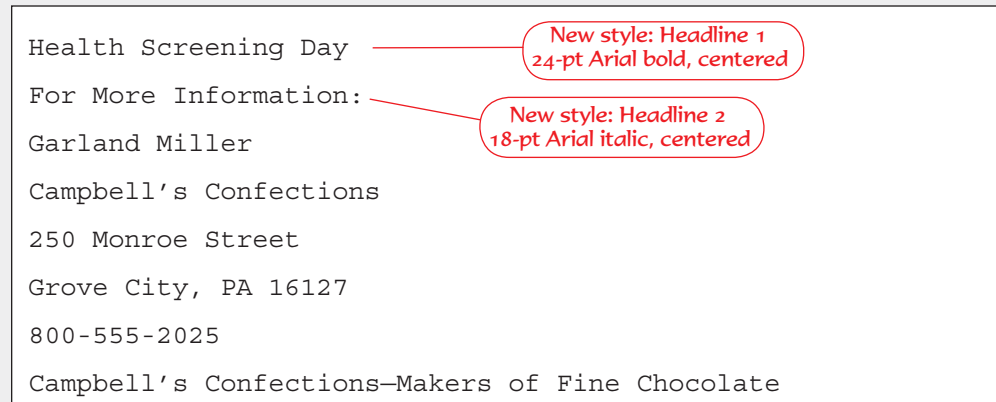 Health Screening Day
New style: Headline 1
24-pt Arial bold, centered
For More Information:
New style: Headline 2
18-pt Arial italic, centered
Garland Miller
Campbell’s Confections
250 Monroe Street
Grove City, PA 16127
800-555-2025
Campbell’s Confections—Makers of Fine Chocolate